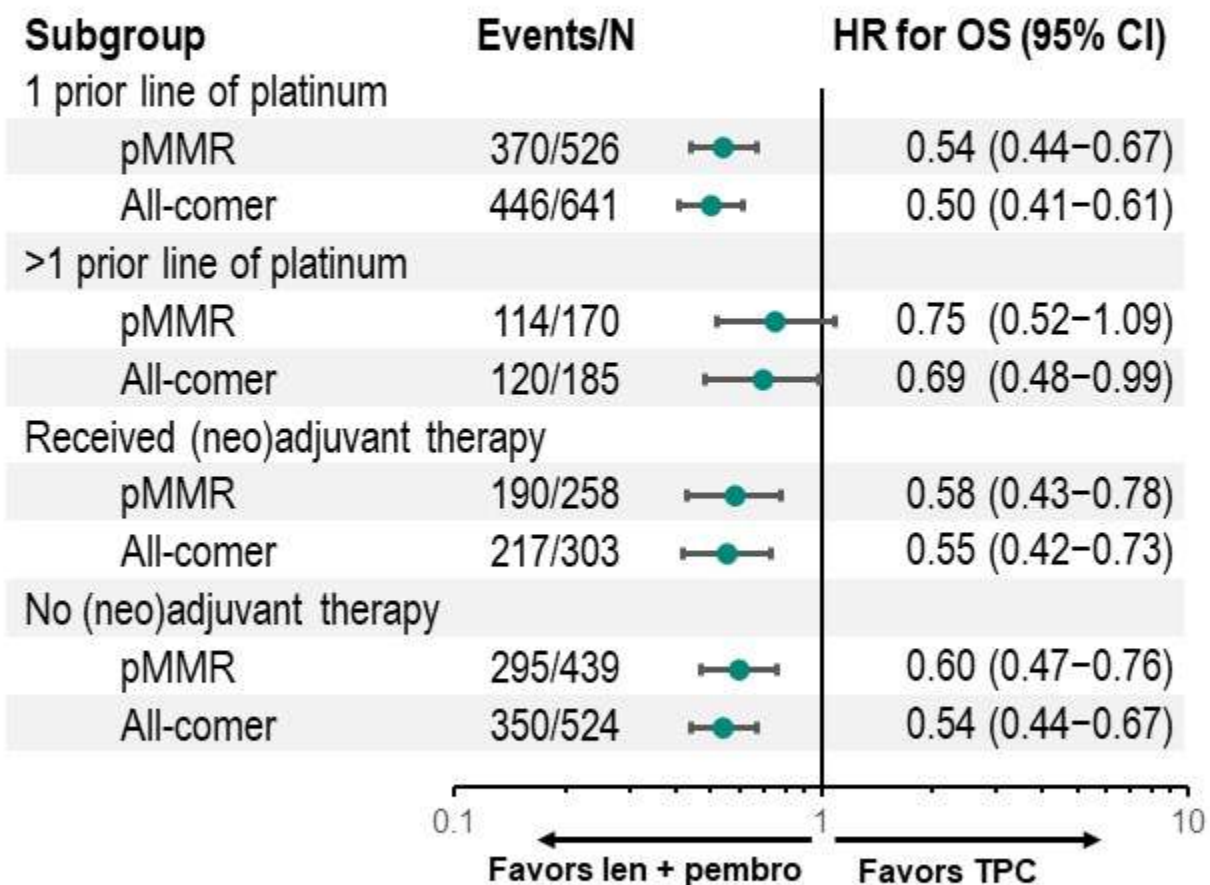 Subgroup Events/N HR for OS (95% CI)
1 prior line of platinum
pMMR 370/526 0.54 (0.44−0.67)
All-comer 446/641 0.50 (0.41−0.61)
>1 prior line of platinum
pMMR 114/170 0.75 (0.52−1.09)
All-comer 120/185 0.69 (0.48−0.99)
Received (neo)adjuvant therapy
pMMR 190/258 0.58 (0.43−0.78)
All-comer 217/303 0.55 (0.42−0.73)
No (neo)adjuvant therapy
pMMR 295/439 0.60 (0.47−0.76)
All-comer 350/524 0.54 (0.44−0.67)
0.1 1 10
Favors len + pembro Favors TPC